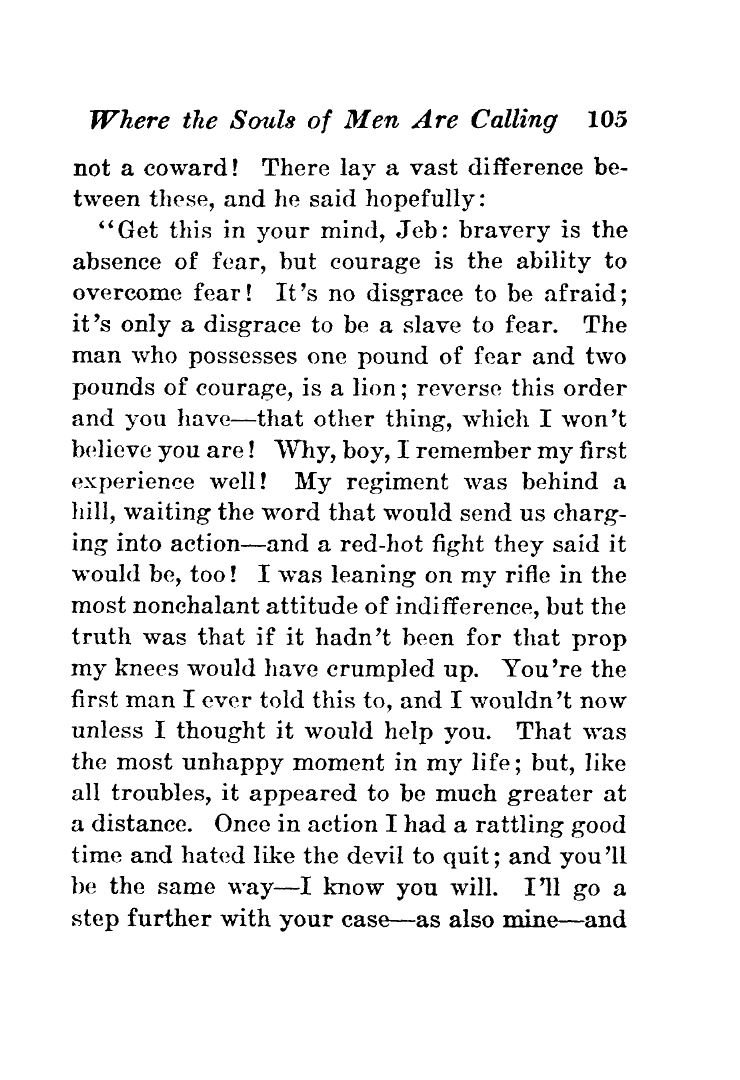 Where the Souls of Men Are Calling 105
not a coward! There lay a vast difference be-
tween these, and he said hopefully:
"Get this in your mind, Jeb: bravery is the
absence of fear, but courage is the ability to
overcome fear! It's no disgrace to be afraid;
it's only a disgrace to be a slave to fear. The
man who possesses one pound of fear and two
pounds of courage, is a lion; reverse this order
and you have—that other thing, which I won't
believe you are! Why, boy, I remember my first
experience well! My regiment was behind a
hill, waiting the word that would send us charg-
ing into action—and a red-hot fight they said it
would be, too! I was leaning on my rifle in the
most nonchalant attitude of indifference, but the
truth was that if it hadn't been for that prop
my knees would have crumpled up. You're the
first man I ever told this to, and I wouldn't now
unless I thought it would help you. That was
the most unhappy moment in my life; but, like
all troubles, it appeared to be much greater at
a distance. Once in action I had a rattling good
time and hated like the devil to quit; and you'll
be the same way—I know you will. I'll go a
step further with your case—as also mine—and